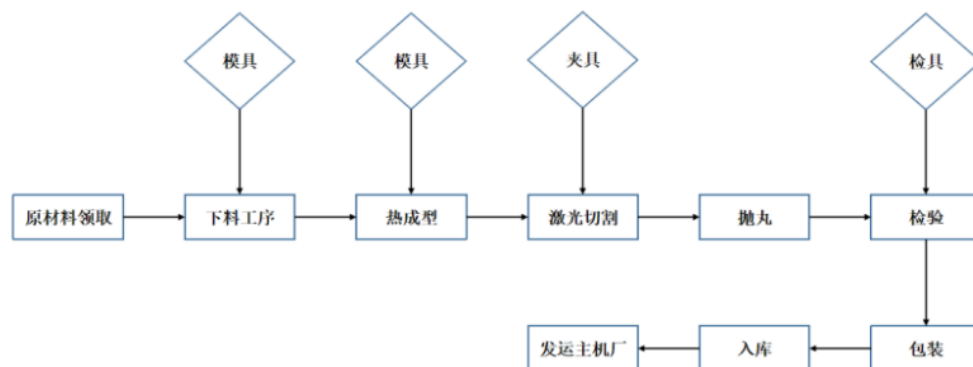 模具
模具
夹具
检具
原材料领取
下料工序
热成型
激光切割
抛丸
检验
发运主机厂
入库
包装